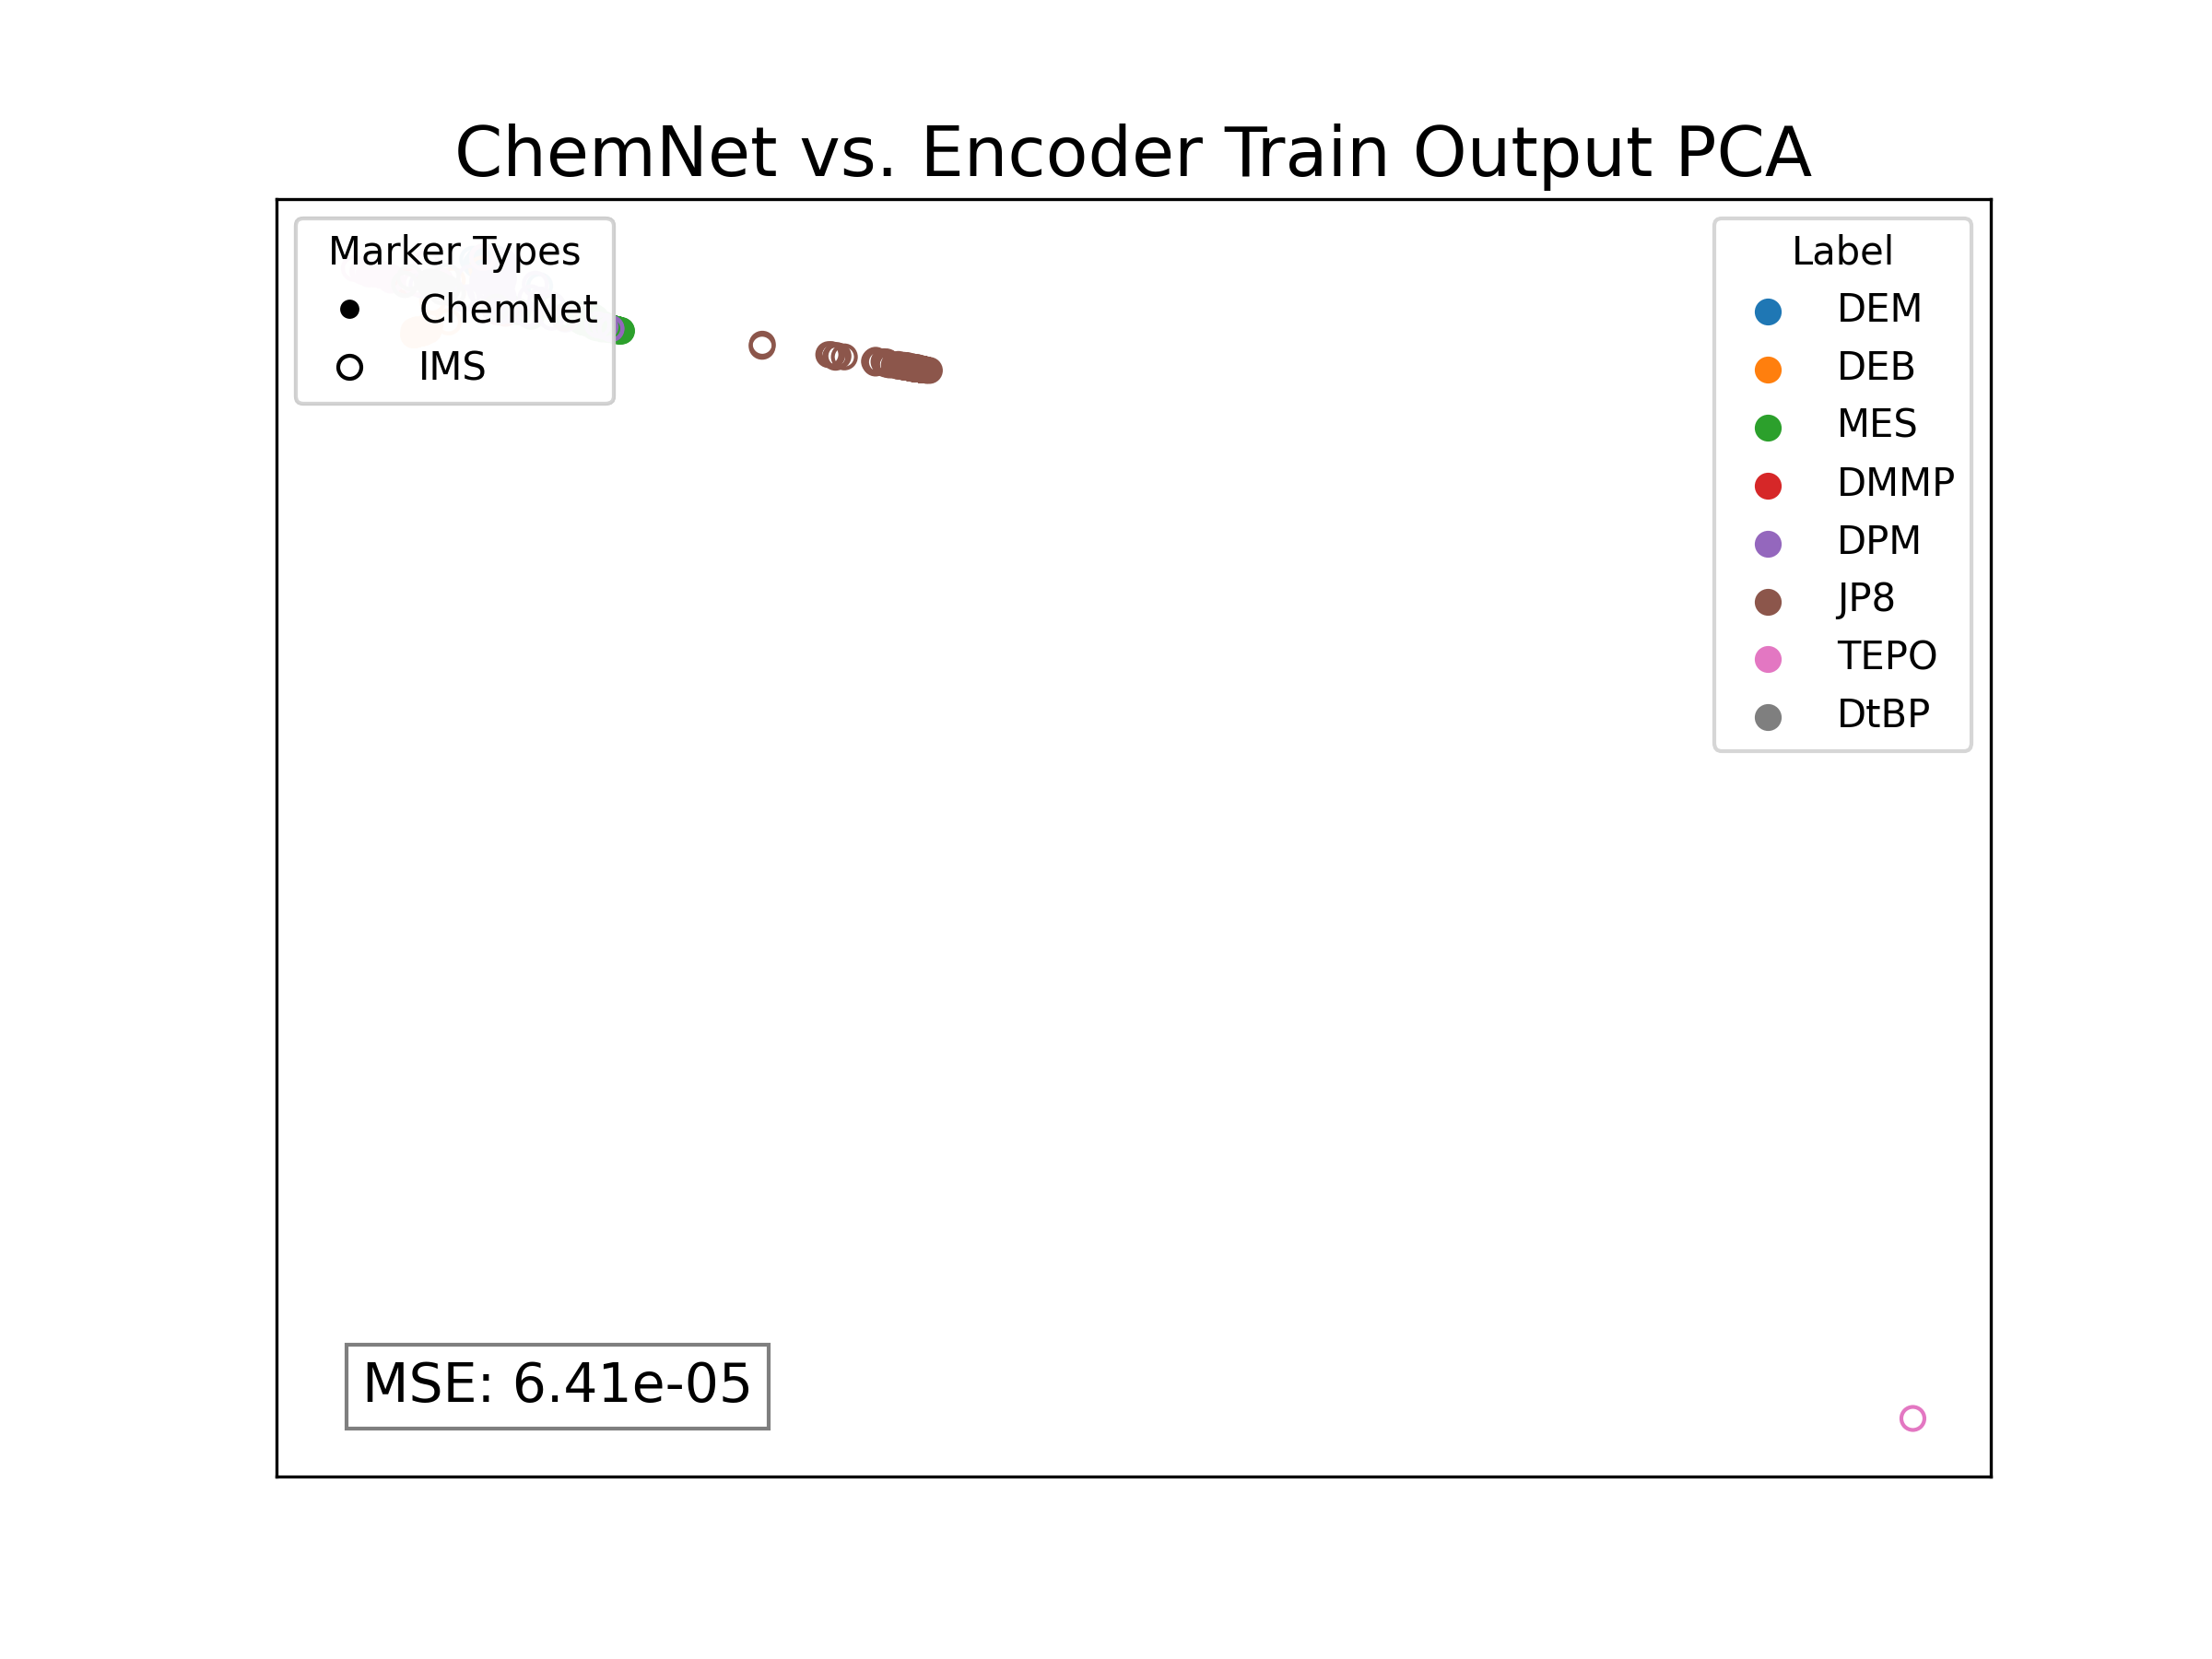 ChemNet vs. Encoder Train Output PCA
Marker Types
ChemNet
IMS
Label
DEM
DEB
MES
DMMP
DPM
JP8
TEPO
DtBP
MSE: 6.41e-05